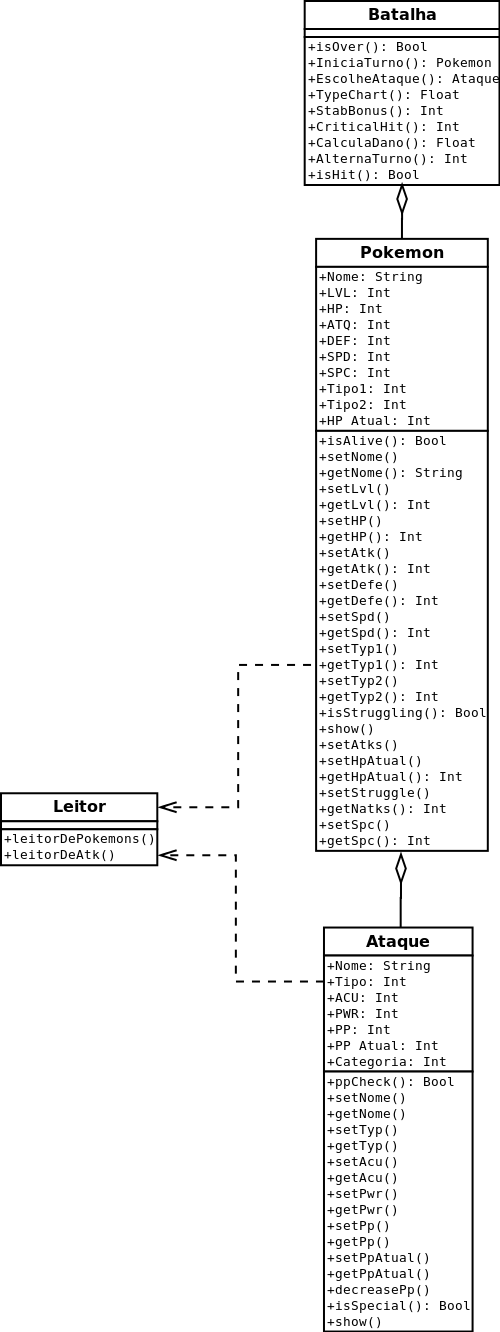 Batalha
+isOver(): Bool
+IniciaTurno(): Pokemon
+EscolheAtaque(): Ataque
+TypeChart(): Float
+StabBonus(): Int
+CriticalHit(): Int
+CalculaDano(): Float
+AlternaTurno(): Int
+isHit(): Bool
Pokemon
+Nome: String
+LVL: Int
+HP: Int
+ATQ: Int
+DEF: Int
+SPD: Int
+SPC: Int
+Tipo1: Int
+Tipo2: Int
+HP Atual: Int
+isAlive(): Bool
+setNome()
+getNome(): String
+setLvl()
+getLvl(): Int
+setHP()
+getHP(): Int
+setAtk()
+getAtk(): Int
+setDefe()
+getDefe(): Int
+setSpd()
+getSpd(): Int
+setTyp1()
+getTyp1(): Int
+setTyp2()
+getTyp2(): Int
+isStruggling(): Bool
+show()
+setAtks()
+setHpAtual()
+getHpAtual(): Int
+setStruggle()
+getNatks(): Int
+setSpc()
+getSpc(): Int
Leitor
+leitorDePokemons()
+leitorDeAtk()
Ataque
+Nome: String
+Tipo: Int
+ACU: Int
+PWR: Int
+PP: Int
+PP Atual: Int
+Categoria: Int
+ppCheck(): Bool
+setNome()
+getNome()
+setTyp()
+getTyp()
+setAcu()
+getAcu()
+setPwr()
+getPwr()
+setPp()
+getPp()
+setPpAtual()
+getPpAtual()
+decreasePp()
+isSpecial(): Bool
+show()